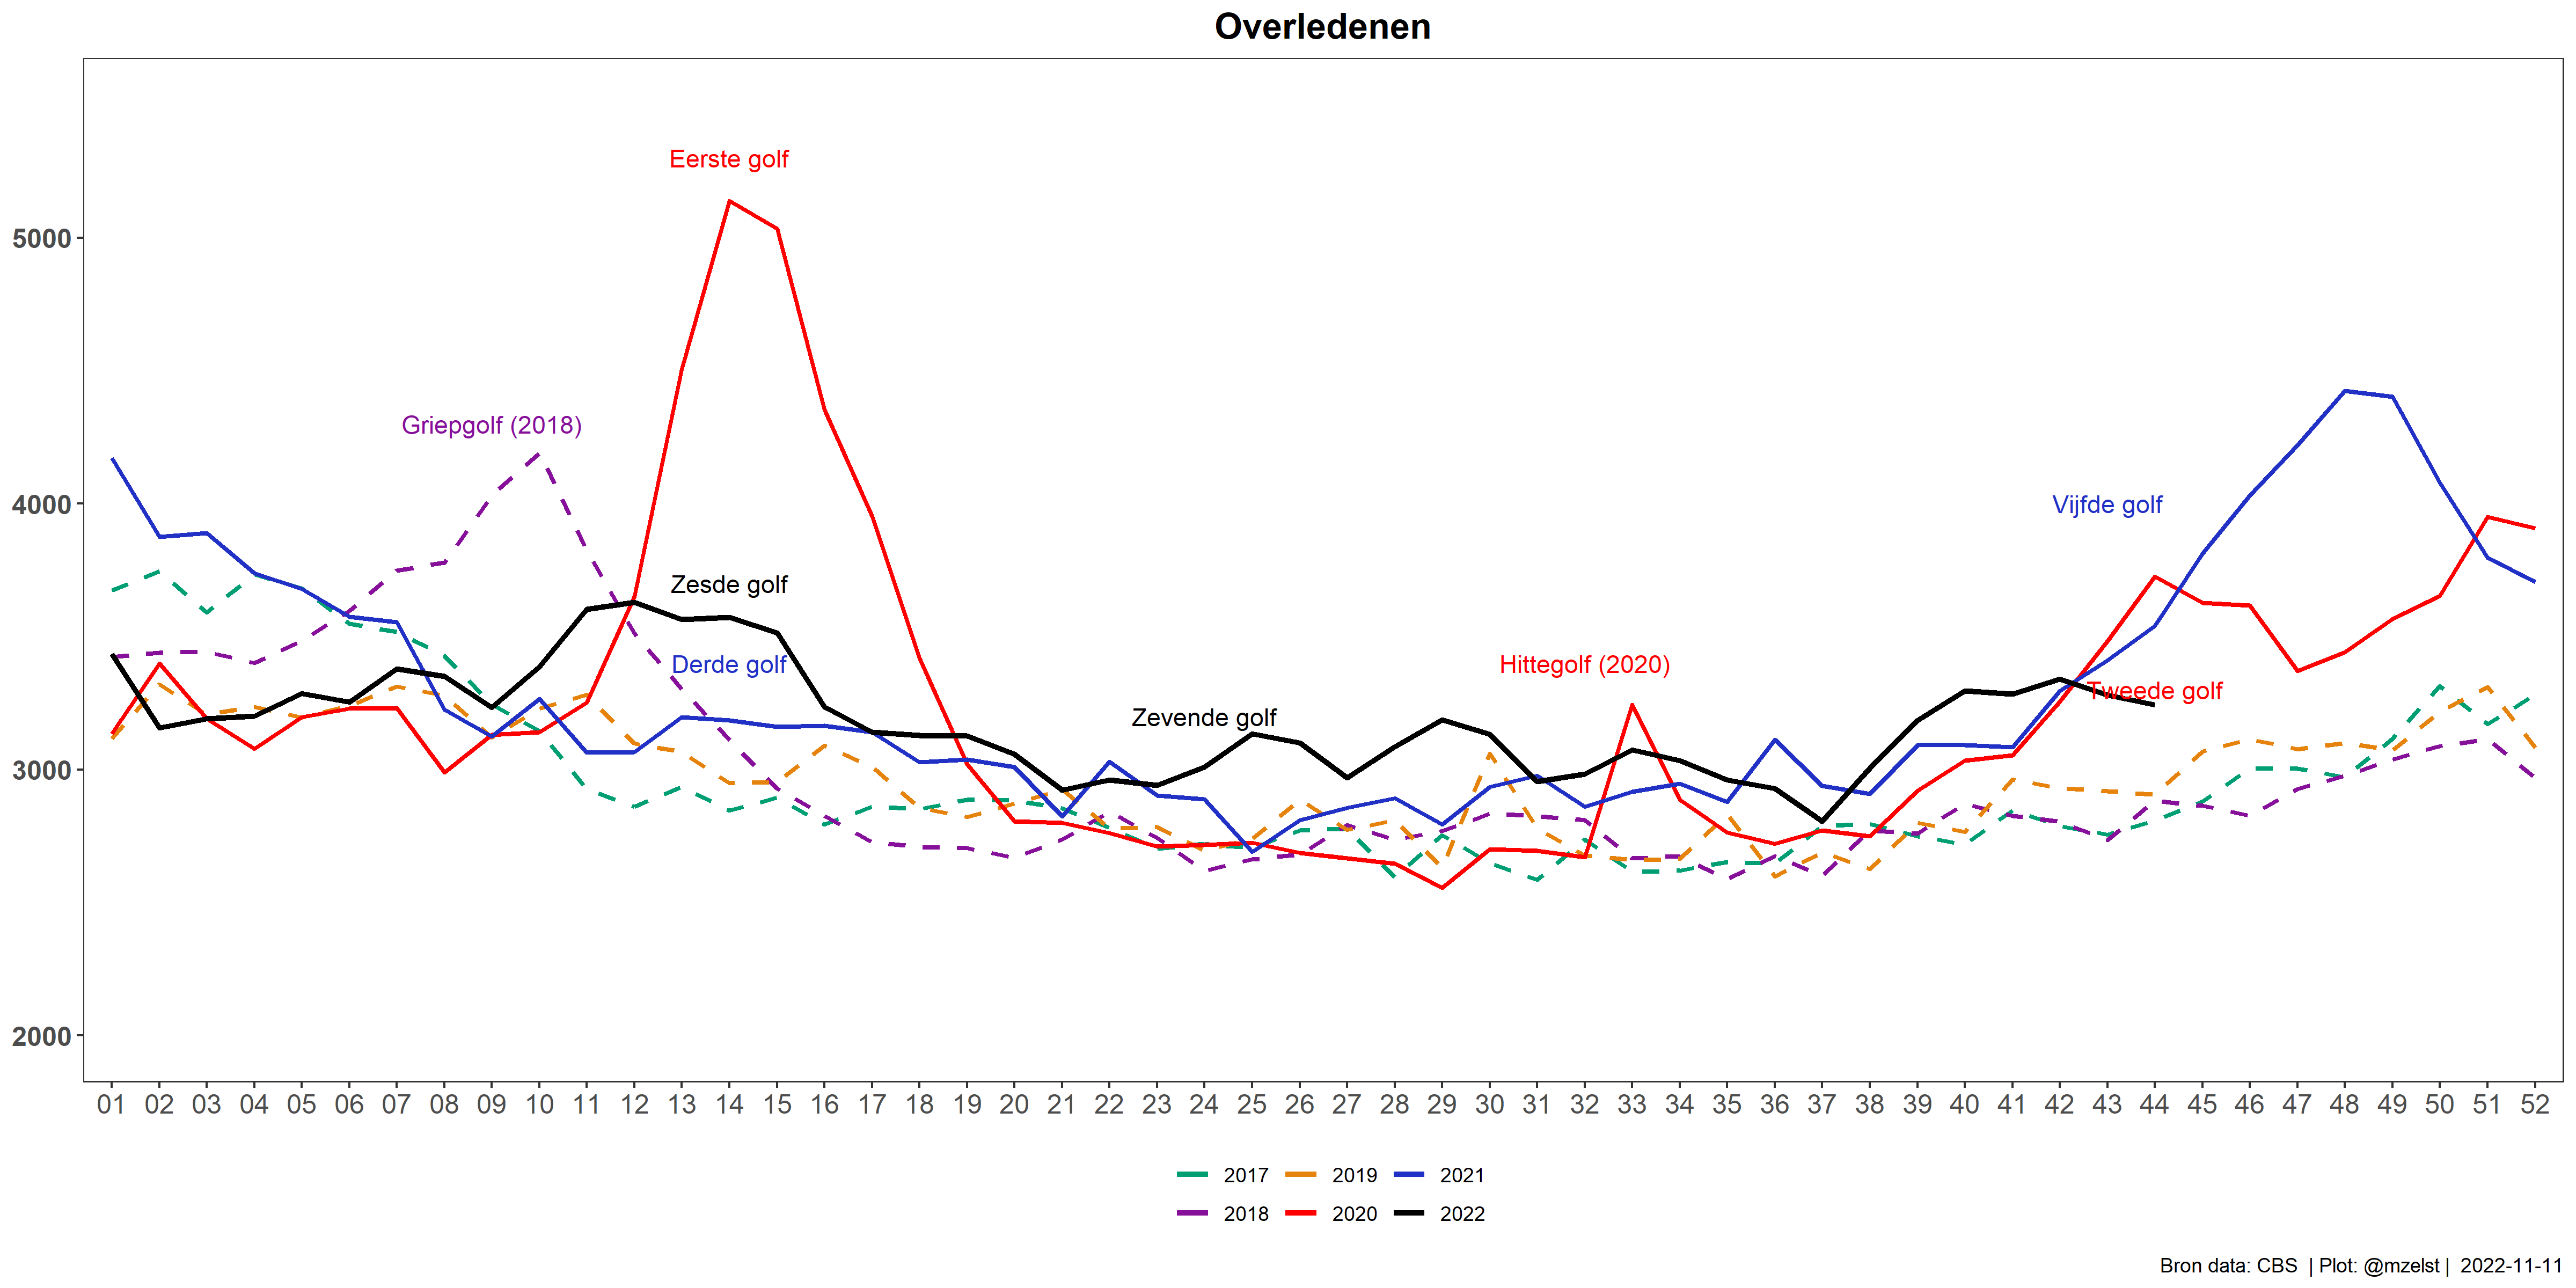 Overledenen
Eerste golf
5000
Griepgolf (2018)
4000
Vijfde golf
Zesde golf
Derde golf
Hittegolf (2020)
Tweede golf
Zevende golf
3000
2000
01 02 03 04 05 06 07 08 09 10 11 12 13 14 15 16 17 18 19 20 21 22 23 24 25 26 27 28 29 30 31 32 33 34 35 36 37 38 39 40 41 42 43 44 45 46 47 48 49 50 51 52
2017 2019 2021
2018 2020 2022
Bron data: CBS | Plot: @mzelst | 2022-11-11